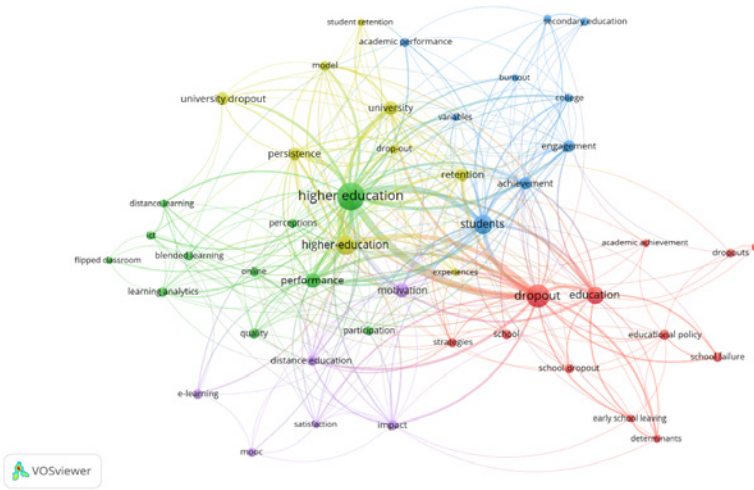 student retention
secondary education
academic performance
model
burnout
university dropout
college
university
variables
drop-out
engagement
persistence
retention
achievement
higher education
distance learning
perceptions
students
ict
higher-education
academic achievement
flipped classroom
blended learning
dropouts
online
experiences
performance
learning analytics
motivation
dropout
education
quality
participation
school
educational policy
strategies
school failure
distance education
school dropout
e-learning
early school leaving
satisfaction
impact
determinants
mooc
VOSviewer